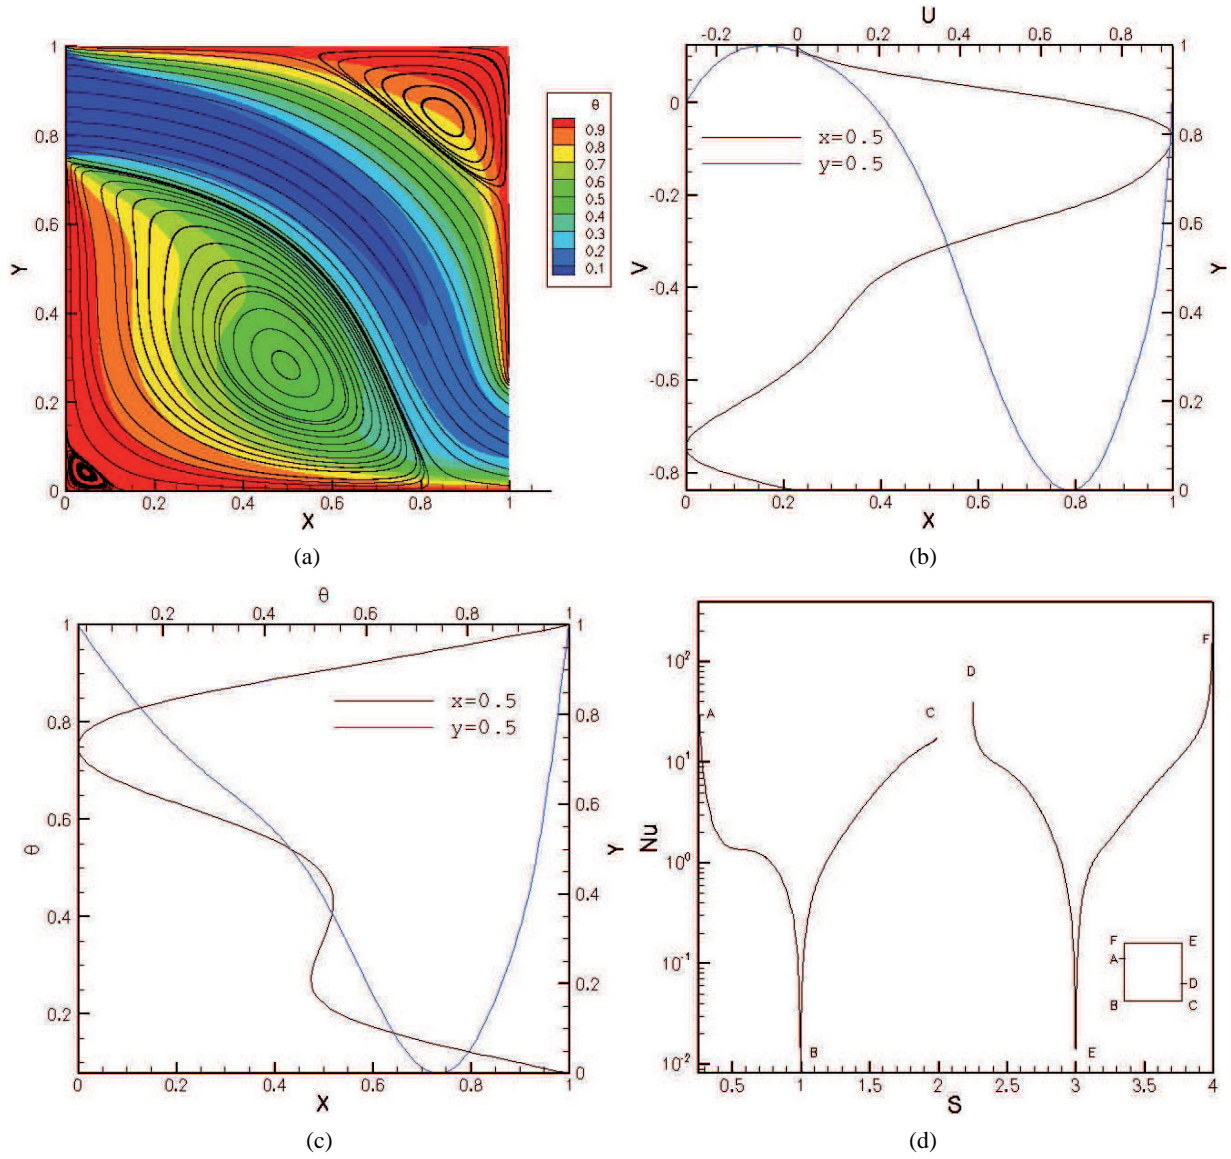 1
0.8
0.6
0.4
0.2
0
Y
0
0.2
0.4
0.6
0.8
1
X
θ
0.9
0.8
0.7
0.6
0.5
0.4
0.3
0.2
0.1
(a)
U
-0.2
0
0.2
0.4
0.6
0.8
0
-0.2
-0.4
-0.6
-0.8
V
x=0.5
y=0.5
1
0.8
0.6
0.4
0.2
0
Y
0
0.2
0.4
0.6
0.8
1
X
(b)
θ
0.2
0.4
0.6
0.8
1
1
0.8
0.6
0.4
0.2
θ
x=0.5
y=0.5
1
0.8
0.6
0.4
0.2
0
Y
0
0.2
0.4
0.6
0.8
1
X
(c)
10²
10¹
10⁰
10⁻¹
10⁻²
Nu
A
B
C
D
E
F
F
E
A
D
B
C
0.5
1
1.5
2
2.5
3
3.5
4
S
(d)